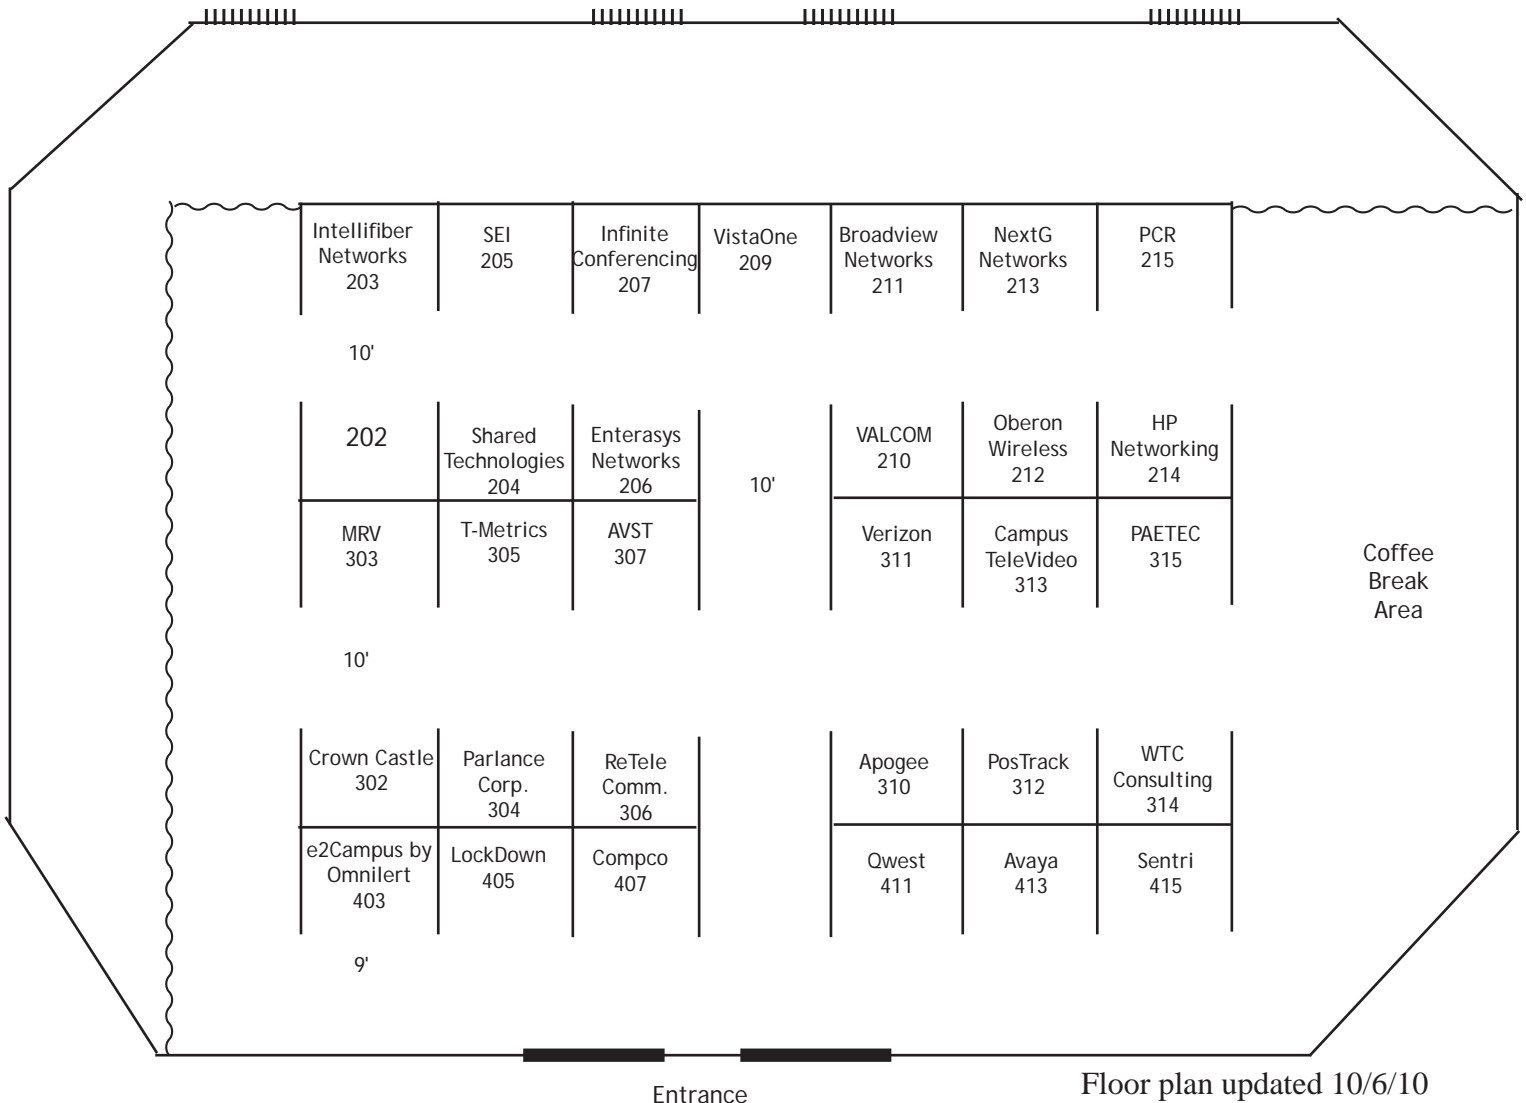 Intellifiber
Networks
203
SEI
205
Infinite
Conferencing
207
VistaOne
209
Broadview
Networks
211
NextG
Networks
213
PCR
215
10'
202
Shared
Technologies
204
Enterasys
Networks
206
10'
VALCOM
210
Oberon
Wireless
212
HP
Networking
214
MRV
303
T-Metrics
305
AVST
307
Verizon
311
Campus
TeleVideo
313
PAETEC
315
Coffee
Break
Area
10'
Crown Castle
302
Parlance
Corp.
304
ReTele
Comm.
306
Apogee
310
PosTrack
312
WTC
Consulting
314
e2Campus by
Omnilert
403
LockDown
405
Compco
407
Qwest
411
Avaya
413
Sentri
415
9'
Entrance
Floor plan updated 10/6/10